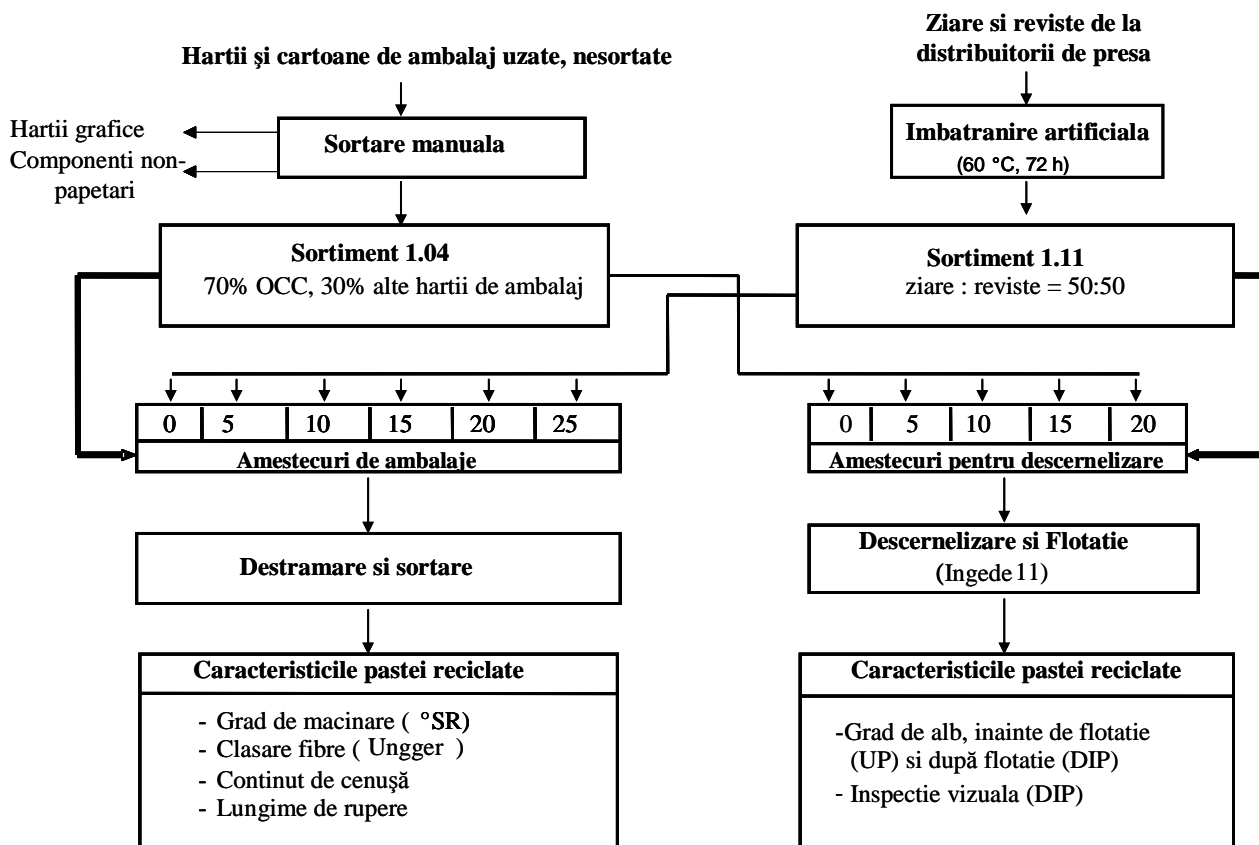 Hartii şi cartoane de ambalaj uzate, nesortate
Hartii grafice
Componenti non-
papetari
Sortare manuala
Sortiment 1.04
70% OCC, 30% alte hartii de ambalaj
0 5 10 15 20 25
Amestecuri de ambalaje
Destramare si sortare
Caracteristicile pastei reciclate
- Grad de macinare ( °SR)
- Clasare fibre ( Ungger )
- Continut de cenuşă
- Lungime de rupere
Ziare si reviste de la
distribuitorii de presa
Imbatranire artificiala
(60 °C, 72 h)
Sortiment 1.11
ziare : reviste = 50:50
0 5 10 15 20
Amestecuri pentru descernelizare
Descernelizare si Flotatie
(Ingede 11)
Caracteristicile pastei reciclate
-Grad de alb, inainte de flotatie
(UP) si după flotatie (DIP)
- Inspectie vizuala (DIP)